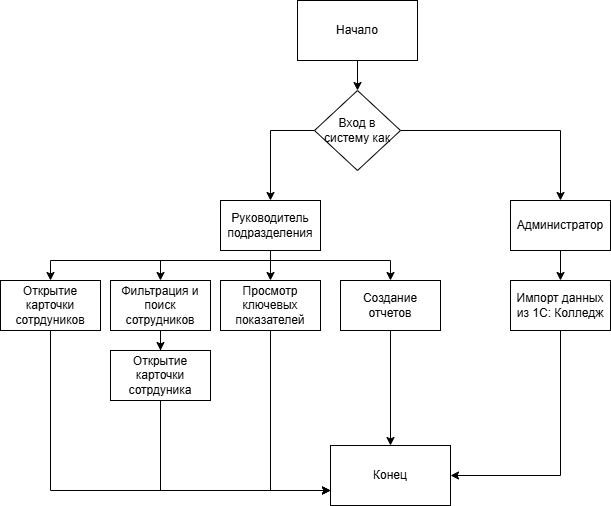 Начало
Вход в
систему как
Руководитель
подразделения
Администратор
Открытие
карточки
сотрдуников
Фильтрация и
поиск
сотрудников
Просмотр
ключевых
показателей
Создание
отчетов
Импорт данных
из 1С: Колледж
Открытие
карточки
сотрдуника
Конец